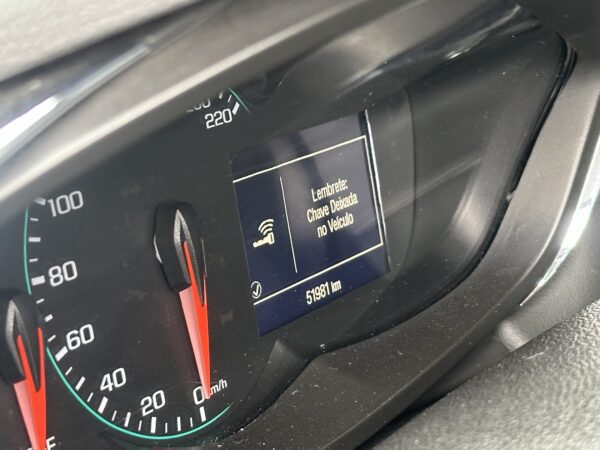 220
100
80
60
40
20
0 km/h
F
Lembrete:
Chave Deixada
no Veículo
51981 km